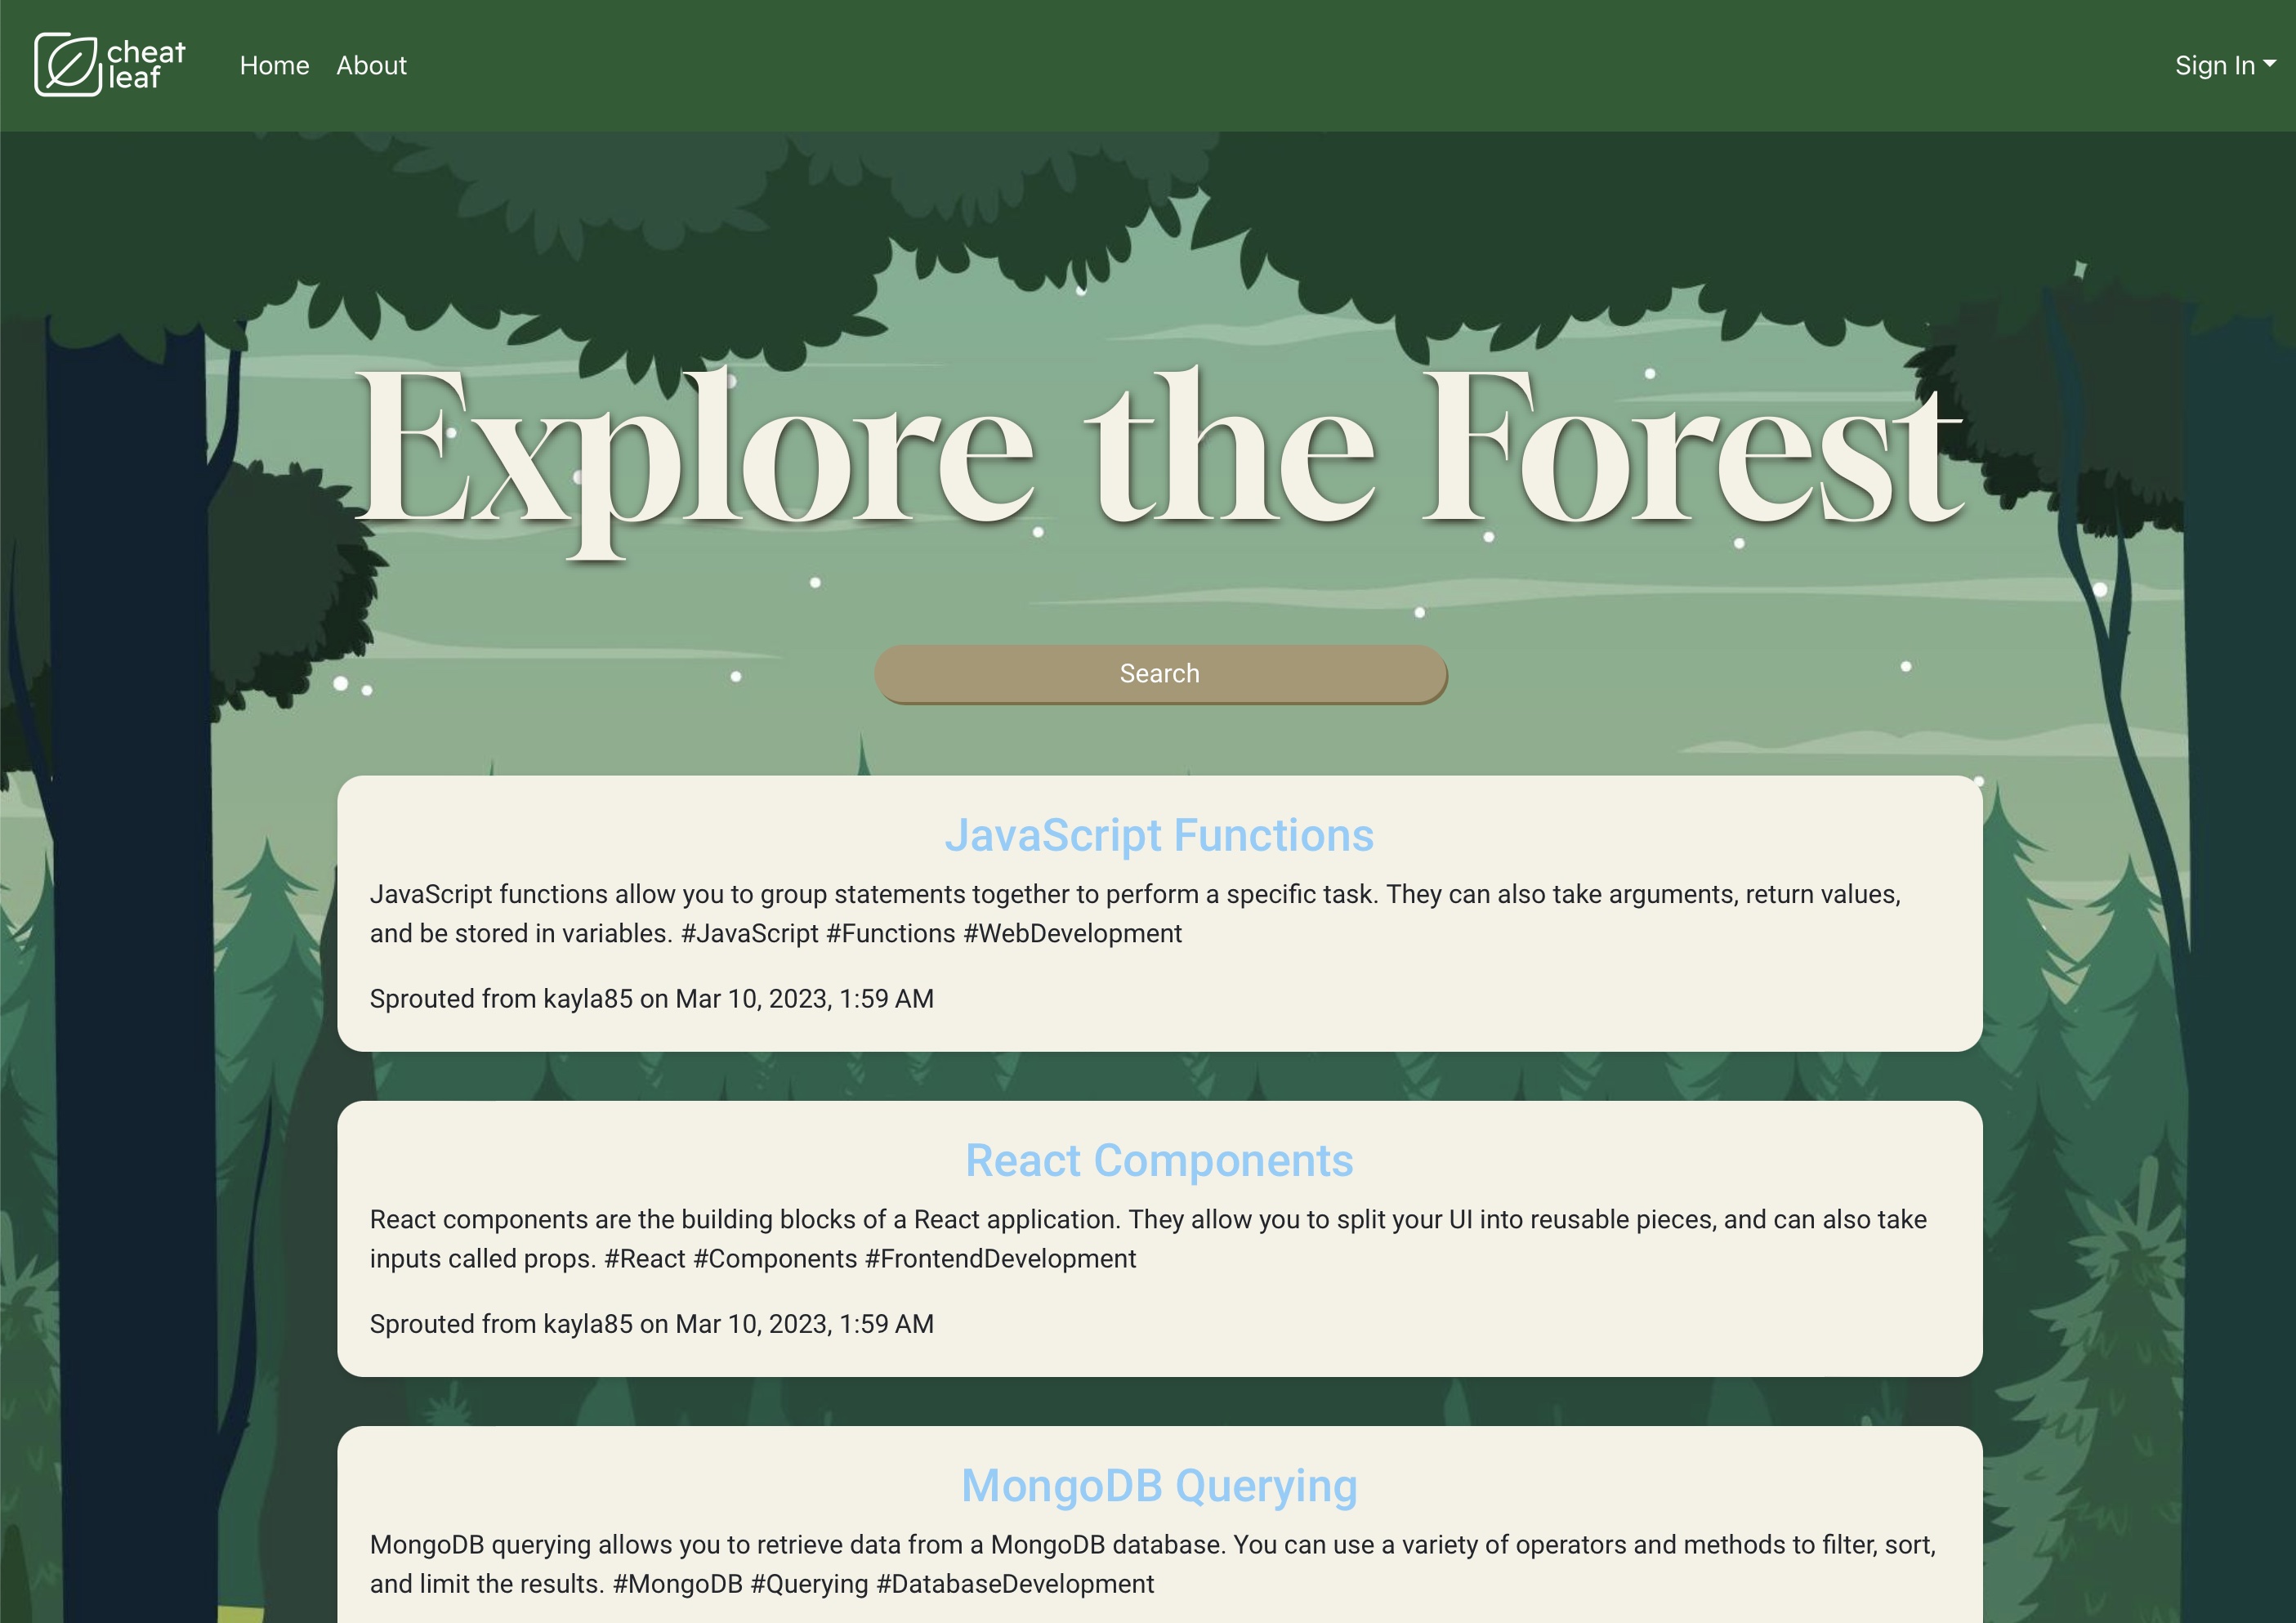 cheat
leaf
Home About
Sign In
Explore the Forest
Search
JavaScript Functions
JavaScript functions allow you to group statements together to perform a specific task. They can also take arguments, return values,
and be stored in variables. #JavaScript #Functions #WebDevelopment
Sprouted from kayla85 on Mar 10, 2023, 1:59 AM
React Components
React components are the building blocks of a React application. They allow you to split your UI into reusable pieces, and can also take
inputs called props. #React #Components #FrontendDevelopment
Sprouted from kayla85 on Mar 10, 2023, 1:59 AM
MongoDB Querying
MongoDB querying allows you to retrieve data from a MongoDB database. You can use a variety of operators and methods to filter, sort,
and limit the results. #MongoDB #Querying #DatabaseDevelopment